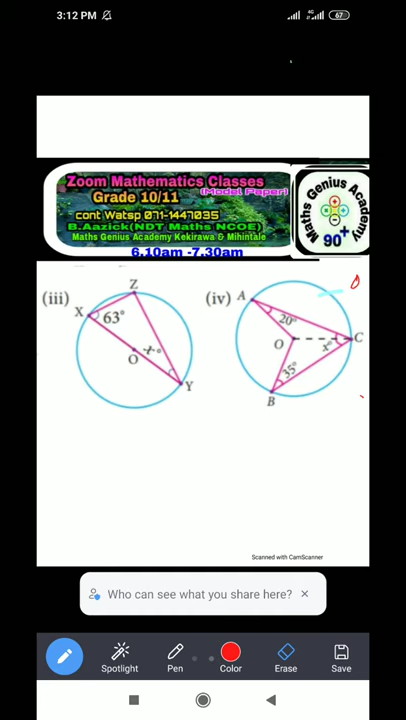 3:12 PM
4G
67
Zoom Mathematics Classes
(Model Paper)
Grade 10/11
cont Watsp 071-1447035
B.Aazick(NDT Maths NCOE)
Maths Genius Academy Kekirawa & Mihintale
6.10am -7.30am
Maths Genius Academy
90+
(iii)
Z
X
63°
O
x°
Y
(iv)
A
20°
O
x°
C
35°
B
Scanned with CamScanner
Who can see what you share here? ×
Spotlight
Pen
Color
Erase
Save